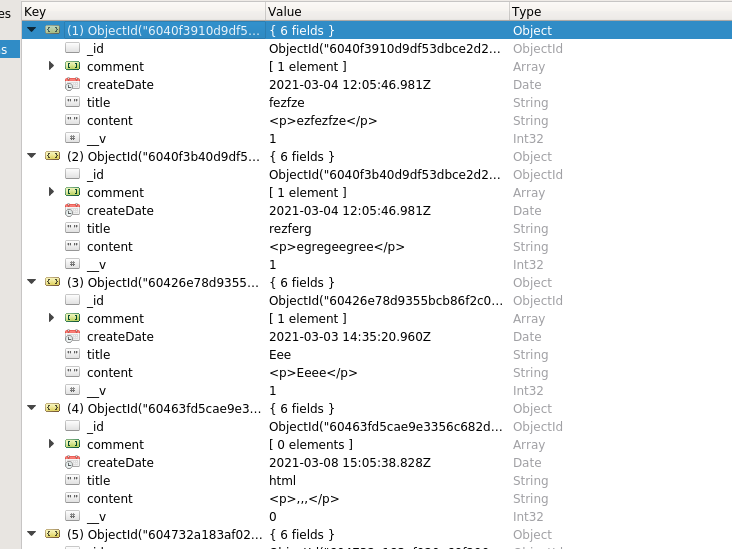 es Key Value Type
(1) ObjectId("6040f3910d9df5... { 6 fields } Object
s _id ObjectId("6040f3910d9df53dbce2d2... ObjectId
comment [ 1 element ] Array
createDate 2021-03-04 12:05:46.981Z Date
"" title fezfze String
"" content <p>ezfezfze</p> String
# __v 1 Int32
(2) ObjectId("6040f3b40d9df5... { 6 fields } Object
_id ObjectId("6040f3b40d9df53dbce2d2... ObjectId
comment [ 1 element ] Array
createDate 2021-03-04 12:05:46.981Z Date
"" title rezferg String
"" content <p>egregeegree</p> String
# __v 1 Int32
(3) ObjectId("60426e78d9355... { 6 fields } Object
_id ObjectId("60426e78d9355bcb86f2c0... ObjectId
comment [ 1 element ] Array
createDate 2021-03-03 14:35:20.960Z Date
"" title Eee String
"" content <p>Eeee</p> String
# __v 1 Int32
(4) ObjectId("60463fd5cae9e3... { 6 fields } Object
_id ObjectId("60463fd5cae9e3356c682d... ObjectId
comment [ 0 elements ] Array
createDate 2021-03-08 15:05:38.828Z Date
"" title html String
"" content <p>,,,</p> String
# __v 0 Int32
(5) ObjectId("604732a183af02... { 6 fields } Object